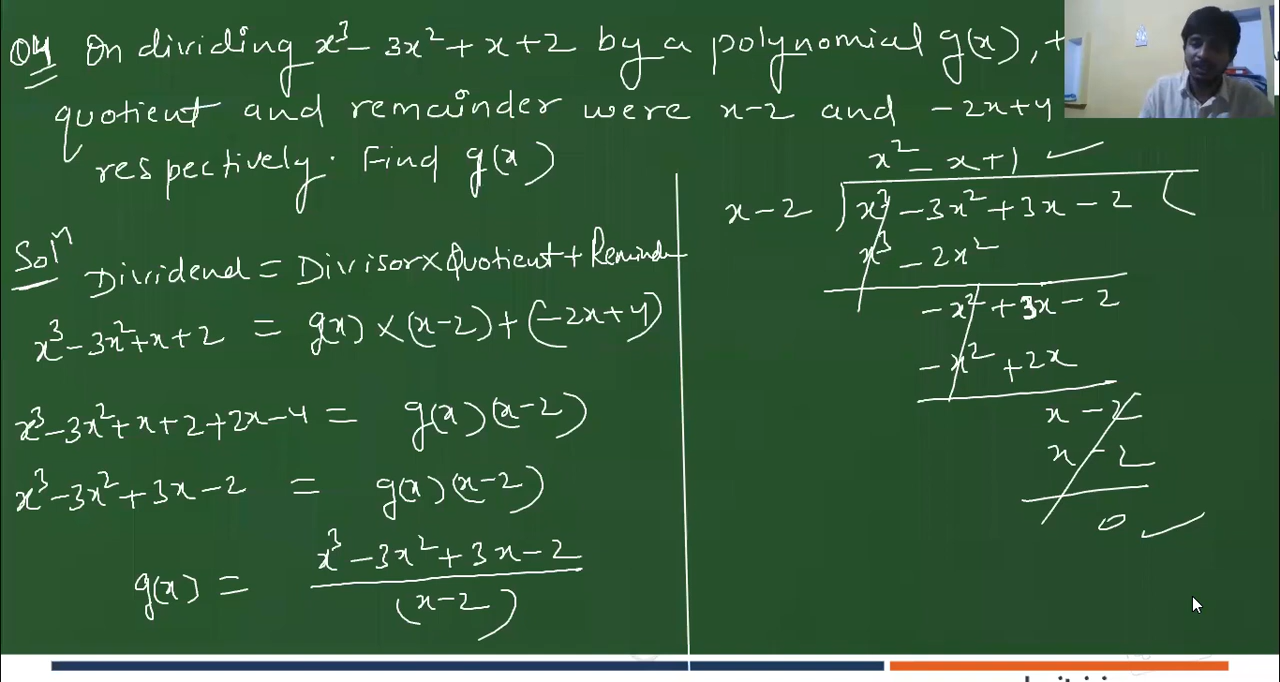 Q4 On dividing x³ - 3x² + x + 2 by a polynomial g(x),
quotient and remainder were x-2 and -2x+4
respectively. Find g(x)
Solⁿ
Dividend = Divisor × Quotient + Remainde
x³ - 3x² + x + 2 = g(x) × (x-2) + (-2x+4)
x³ - 3x² + x + 2 + 2x - 4 = g(x)(x-2)
x³ - 3x² + 3x - 2 = g(x)(x-2)
g(x) = x³ - 3x² + 3x - 2
(x-2)
x² - x + 1 ✓
x-2 ) x³ - 3x² + 3x - 2 (
x³ - 2x²
-x² + 3x - 2
-x² + 2x
x - 2
x - 2
0 ✓